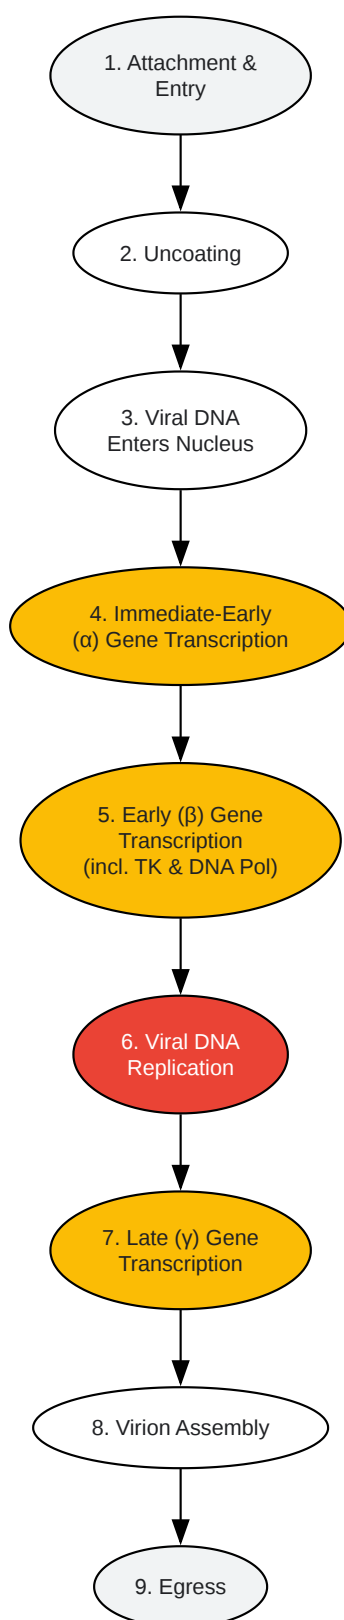 1. Attachment &
Entry
2. Uncoating
3. Viral DNA
Enters Nucleus
4. Immediate-Early
(α) Gene Transcription
5. Early (β) Gene
Transcription
(incl. TK & DNA Pol)
6. Viral DNA
Replication
7. Late (γ) Gene
Transcription
8. Virion Assembly
9. Egress